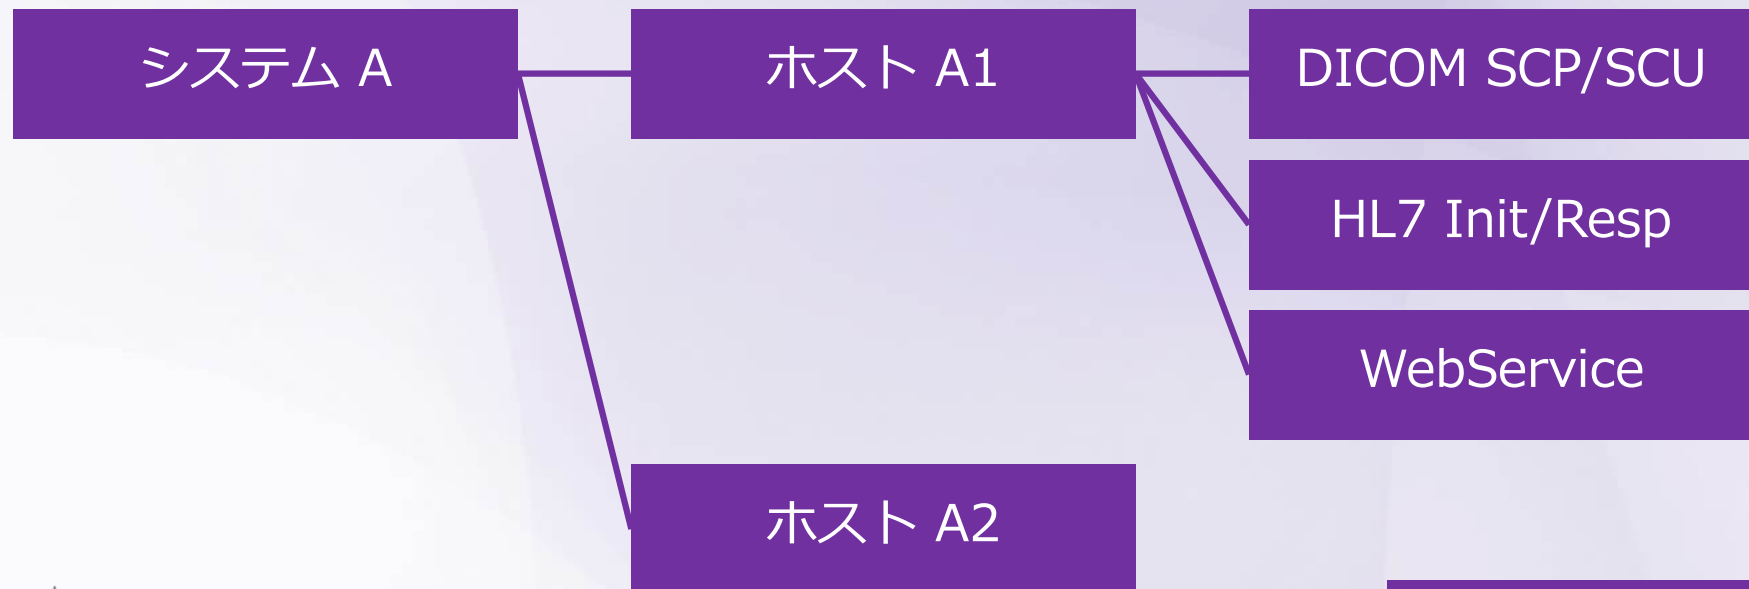 システム A
ホスト A1
DICOM SCP/SCU
HL7 Init/Resp
WebService
ホスト A2